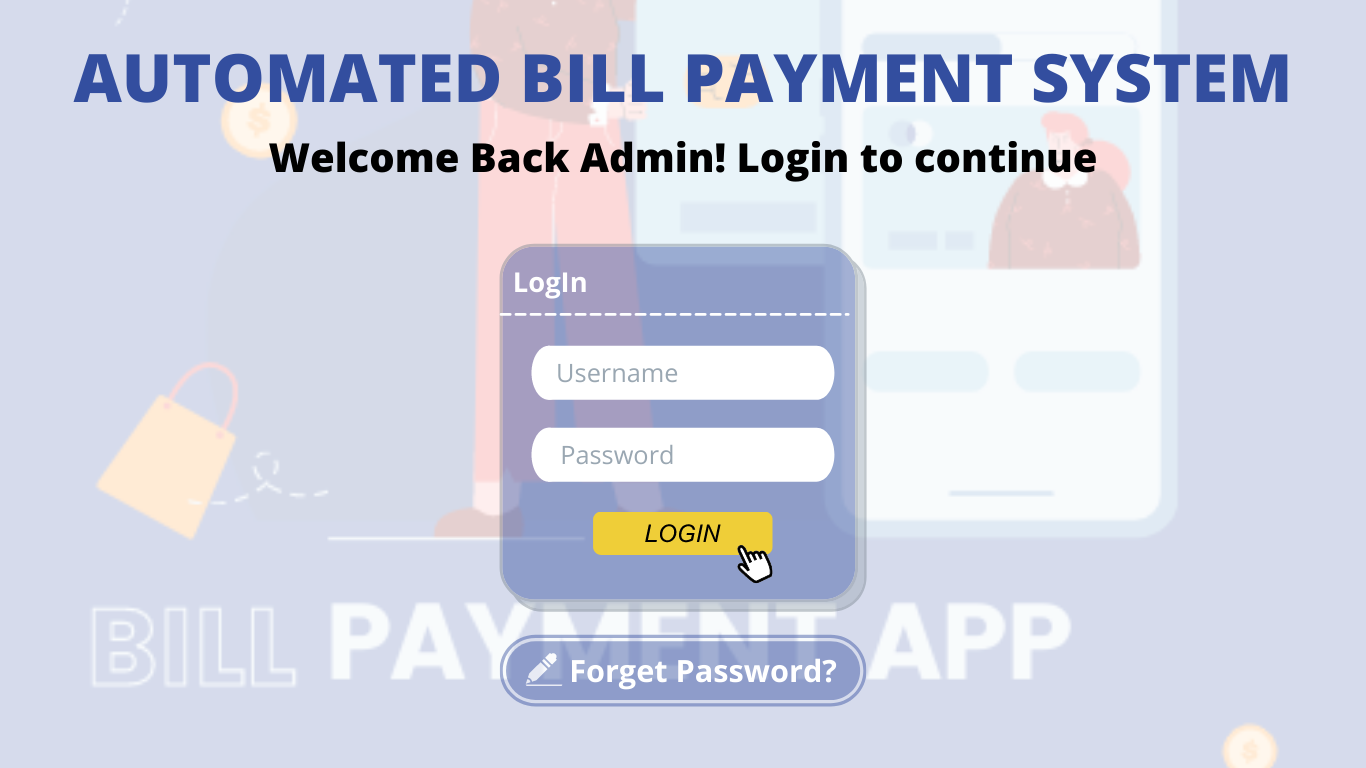 AUTOMATED BILL PAYMENT SYSTEM
Welcome Back Admin! Login to continue
LogIn
Username
Password
LOGIN
BILL PAYMENT APP
Forget Password?